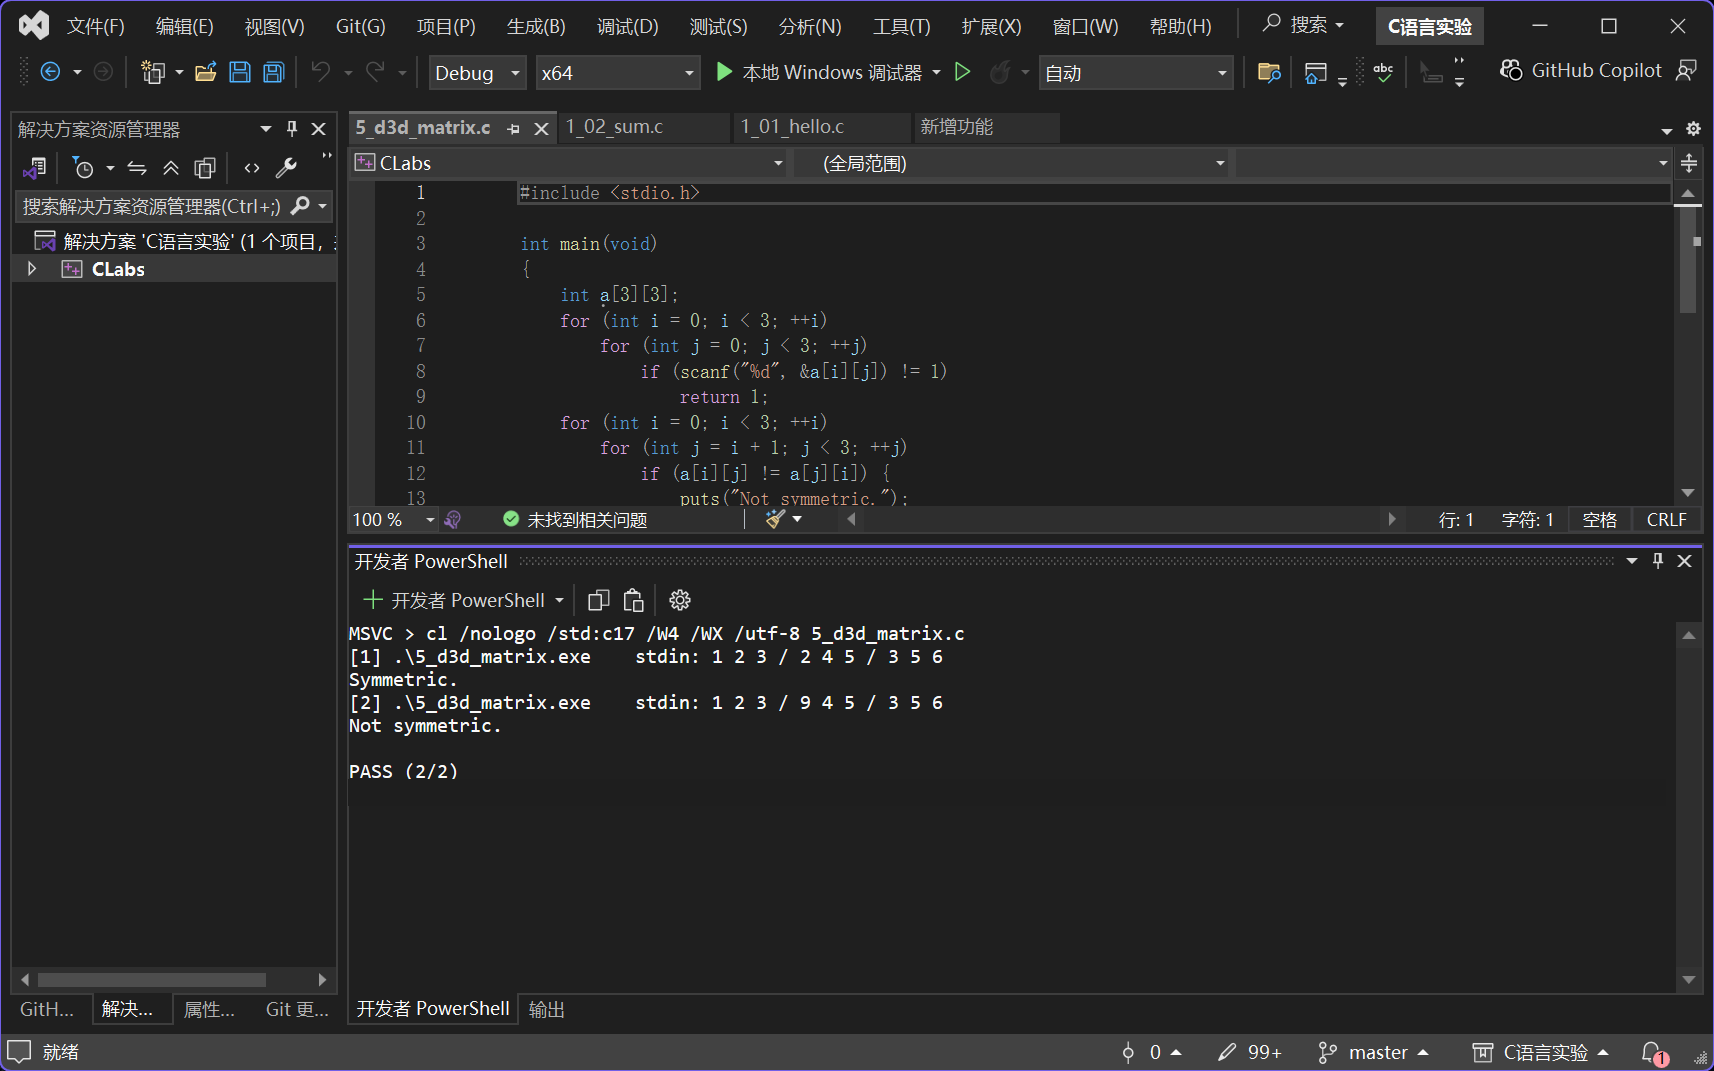 文件(F) 编辑(E) 视图(V) Git(G) 项目(P) 生成(B) 调试(D) 测试(S) 分析(N) 工具(T) 扩展(X) 窗口(W) 帮助(H) 搜索 C语言实验
Debug x64 本地 Windows 调试器 自动 abc GitHub Copilot
解决方案资源管理器
搜索解决方案资源管理器(Ctrl+;)
解决方案 'C语言实验' (1 个项目,
CLabs
5_d3d_matrix.c 1_02_sum.c 1_01_hello.c 新增功能
CLabs (全局范围)
1 #include <stdio.h>
2
3 int main(void)
4 {
5 int a[3][3];
6 for (int i = 0; i < 3; ++i)
7 for (int j = 0; j < 3; ++j)
8 if (scanf("%d", &a[i][j]) != 1)
9 return 1;
10 for (int i = 0; i < 3; ++i)
11 for (int j = i + 1; j < 3; ++j)
12 if (a[i][j] != a[j][i]) {
13 puts("Not symmetric.");
100 % 未找到相关问题 行: 1 字符: 1 空格 CRLF
开发者 PowerShell
开发者 PowerShell
MSVC > cl /nologo /std:c17 /W4 /WX /utf-8 5_d3d_matrix.c
[1] .\5_d3d_matrix.exe stdin: 1 2 3 / 2 4 5 / 3 5 6
Symmetric.
[2] .\5_d3d_matrix.exe stdin: 1 2 3 / 9 4 5 / 3 5 6
Not symmetric.
PASS (2/2)
GitH... 解决... 属性... Git 更...
开发者 PowerShell 输出
就绪 0 99+ master C语言实验 1